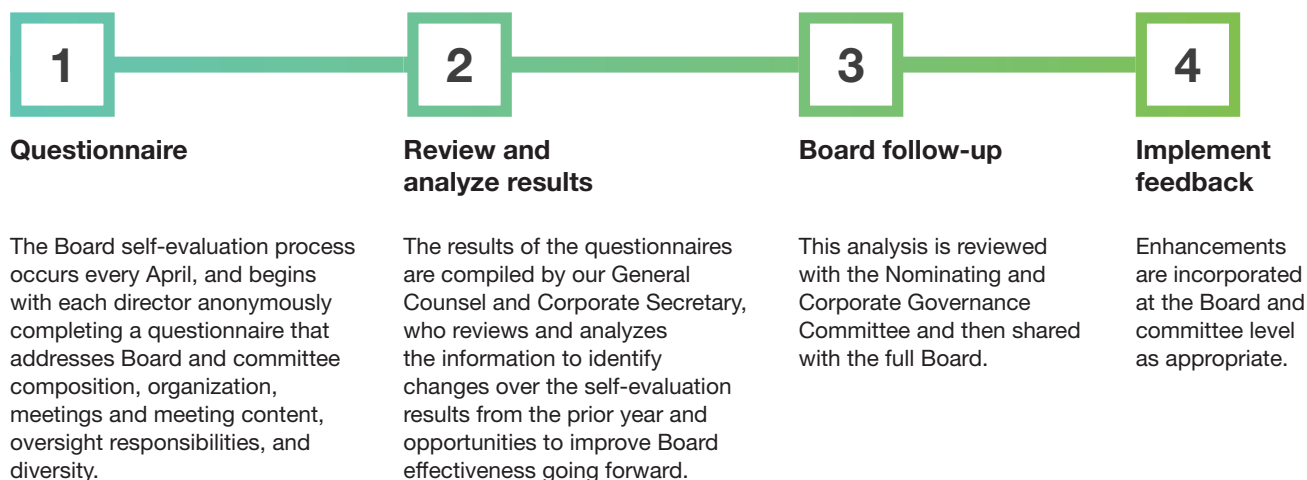 1
Questionnaire
The Board self-evaluation process
occurs every April, and begins
with each director anonymously
completing a questionnaire that
addresses Board and committee
composition, organization,
meetings and meeting content,
oversight responsibilities, and
diversity.
2
Review and
analyze results
The results of the questionnaires
are compiled by our General
Counsel and Corporate Secretary,
who reviews and analyzes
the information to identify
changes over the self-evaluation
results from the prior year and
opportunities to improve Board
effectiveness going forward.
3
Board follow-up
This analysis is reviewed
with the Nominating and
Corporate Governance
Committee and then shared
with the full Board.
4
Implement
feedback
Enhancements
are incorporated
at the Board and
committee level
as appropriate.